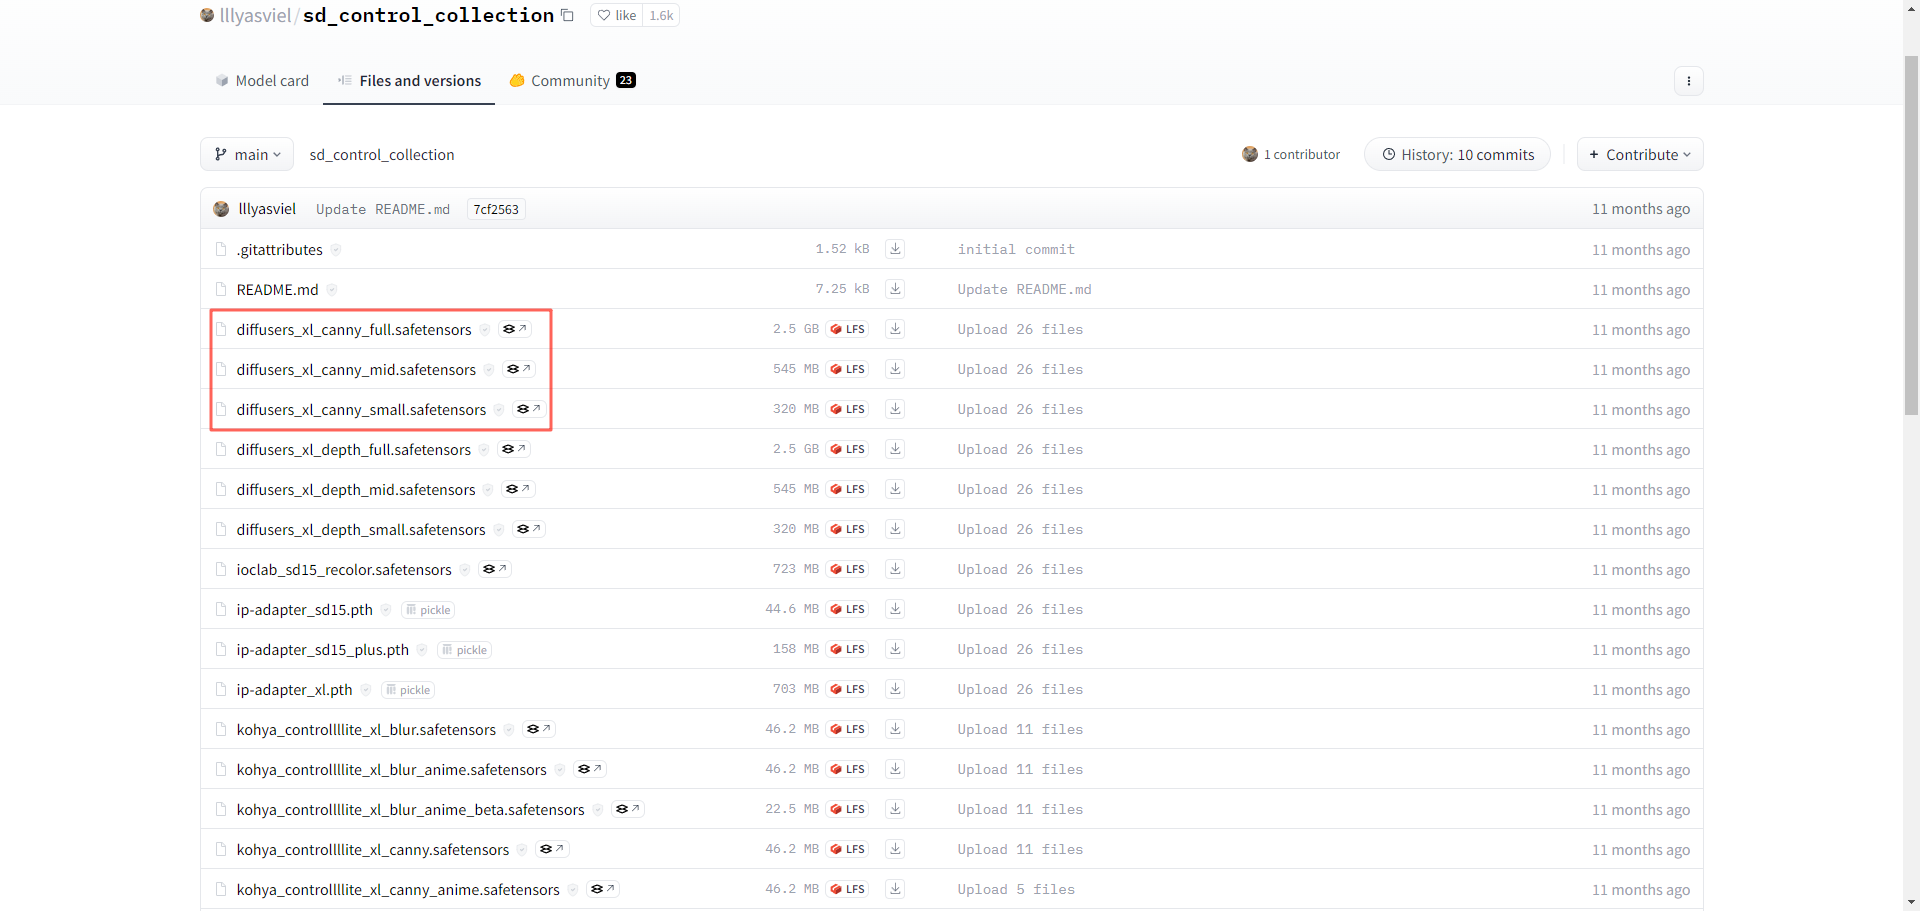 lllyasviel/sd_control_collection like 1.6k
Model card Files and versions Community 23
main sd_control_collection 1 contributor History: 10 commits + Contribute
lllyasviel Update README.md 7cf2563 11 months ago
.gitattributes 1.52 kB initial commit 11 months ago
README.md 7.25 kB Update README.md 11 months ago
diffusers_xl_canny_full.safetensors 2.5 GB LFS Upload 26 files 11 months ago
diffusers_xl_canny_mid.safetensors 545 MB LFS Upload 26 files 11 months ago
diffusers_xl_canny_small.safetensors 320 MB LFS Upload 26 files 11 months ago
diffusers_xl_depth_full.safetensors 2.5 GB LFS Upload 26 files 11 months ago
diffusers_xl_depth_mid.safetensors 545 MB LFS Upload 26 files 11 months ago
diffusers_xl_depth_small.safetensors 320 MB LFS Upload 26 files 11 months ago
ioclab_sd15_recolor.safetensors 723 MB LFS Upload 26 files 11 months ago
ip-adapter_sd15.pth pickle 44.6 MB LFS Upload 26 files 11 months ago
ip-adapter_sd15_plus.pth pickle 158 MB LFS Upload 26 files 11 months ago
ip-adapter_xl.pth pickle 703 MB LFS Upload 26 files 11 months ago
kohya_controllllite_xl_blur.safetensors 46.2 MB LFS Upload 11 files 11 months ago
kohya_controllllite_xl_blur_anime.safetensors 46.2 MB LFS Upload 11 files 11 months ago
kohya_controllllite_xl_blur_anime_beta.safetensors 22.5 MB LFS Upload 11 files 11 months ago
kohya_controllllite_xl_canny.safetensors 46.2 MB LFS Upload 11 files 11 months ago
kohya_controllllite_xl_canny_anime.safetensors 46.2 MB LFS Upload 5 files 11 months ago